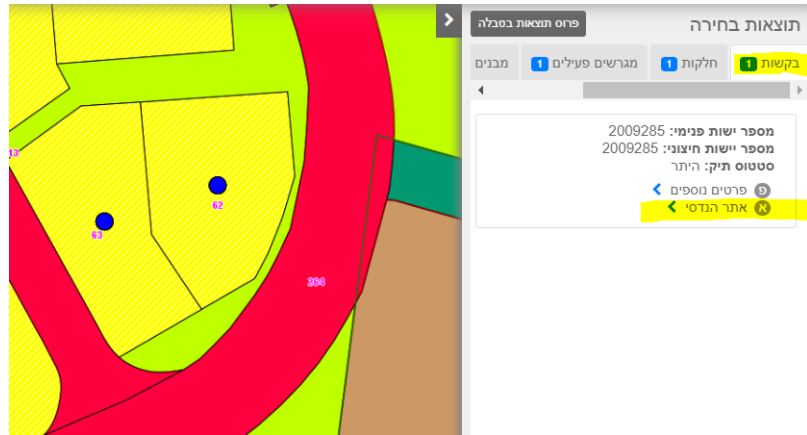 תוצאות בחירה
פרוס תוצאות בטבלה
בקשות 1
חלקות 1
מגרשים פעילים 1
מבנים
מספר ישות פנימי: 2009285
מספר יישות חיצוני: 2009285
סטטוס תיק: היתר
פ פרטים נוספים
א אתר הנדסי
62
63
264